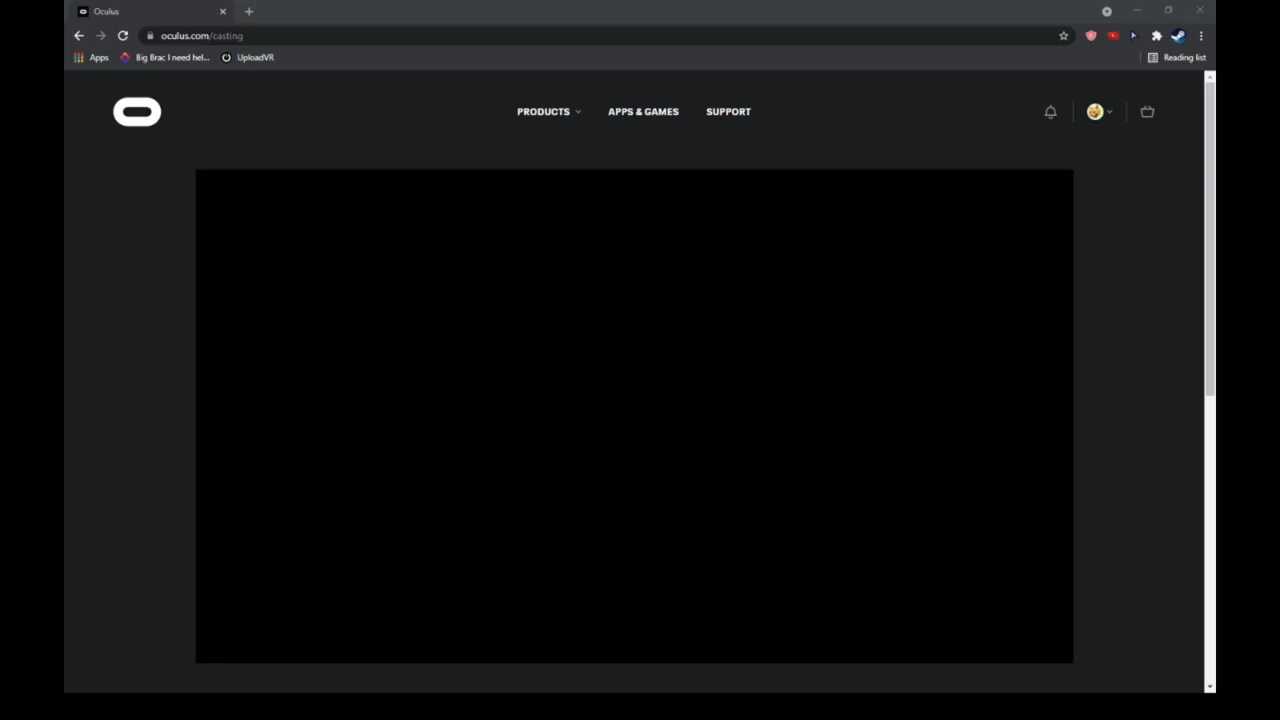 Oculus
oculus.com/casting
Apps Big Brac I need hel... UploadVR Reading list
PRODUCTS APPS & GAMES SUPPORT